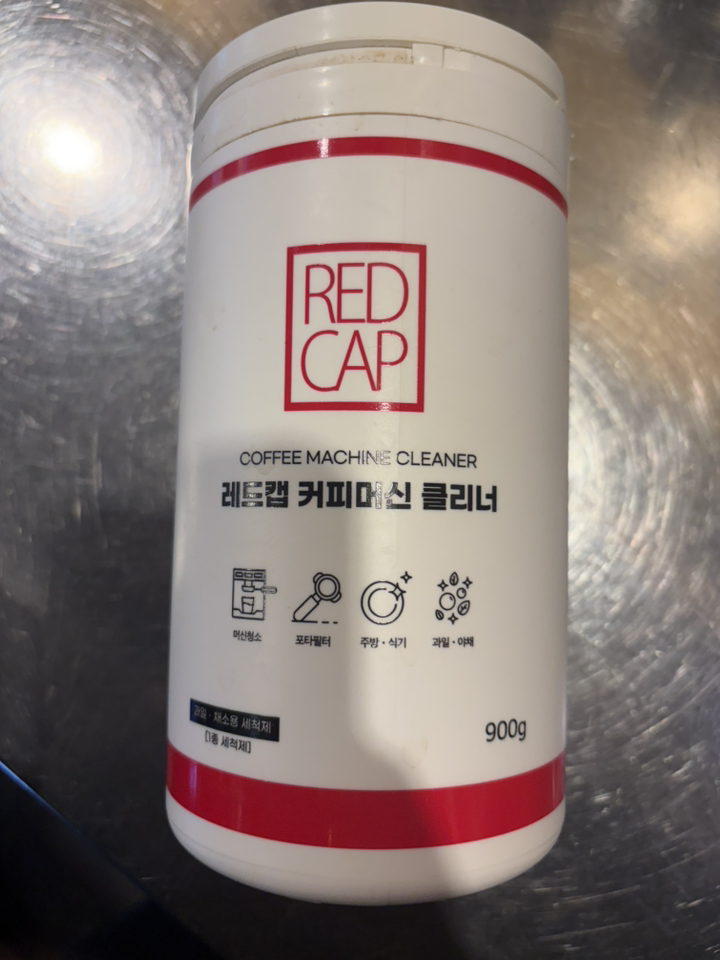 RED
CAP
COFFEE MACHINE CLEANER
레드캡 커피머신 클리너
머신청소 포타필터 주방·식기 과일·야채
과일·채소용 세척제
[1종 세척제]
900g